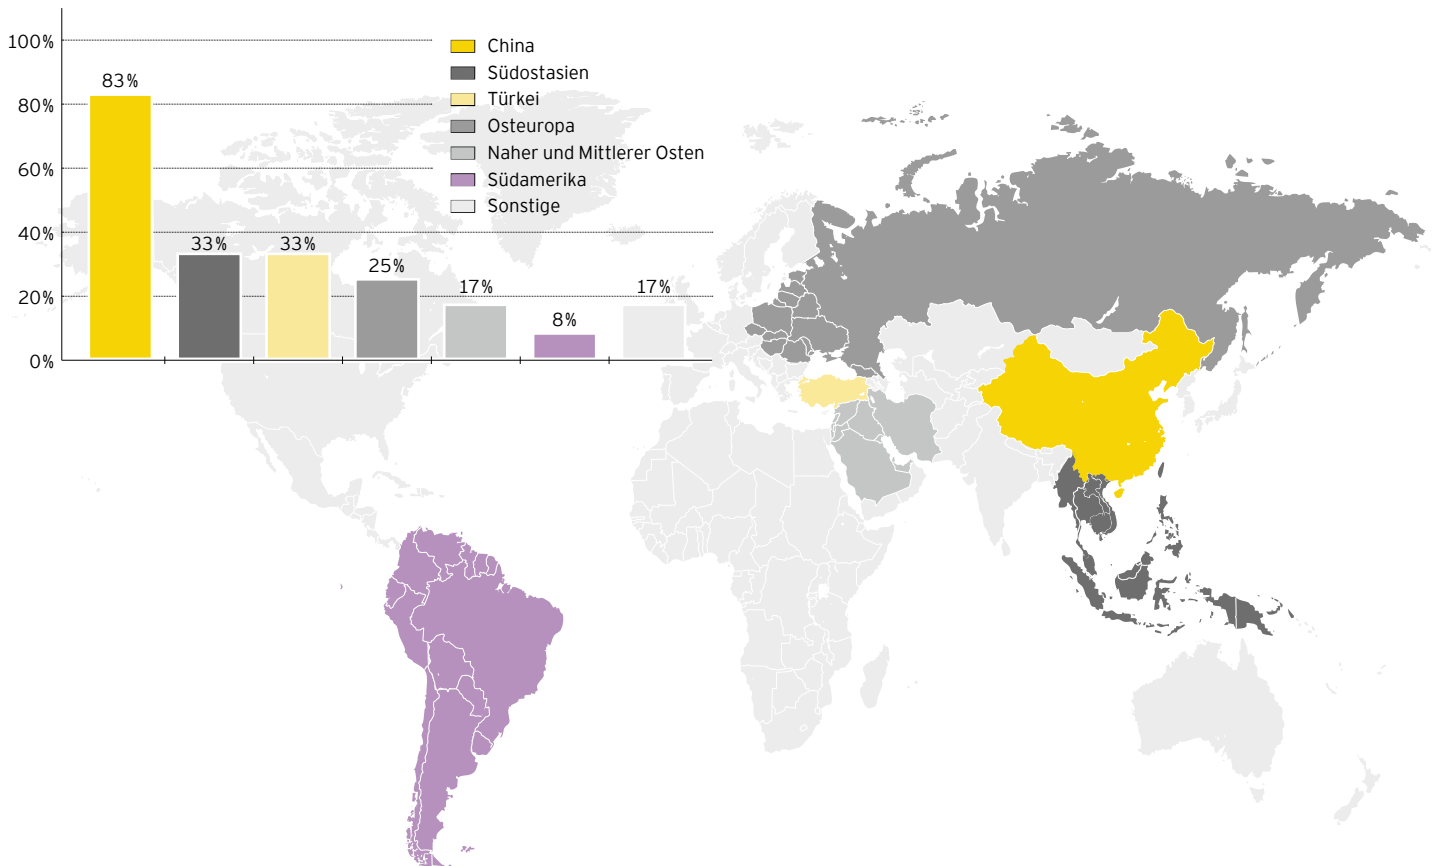 100%
80%
60%
40%
20%
0%
83%
33%
33%
25%
17%
8%
17%
China
Südostasien
Türkei
Osteuropa
Naher und Mittlerer Osten
Südamerika
Sonstige